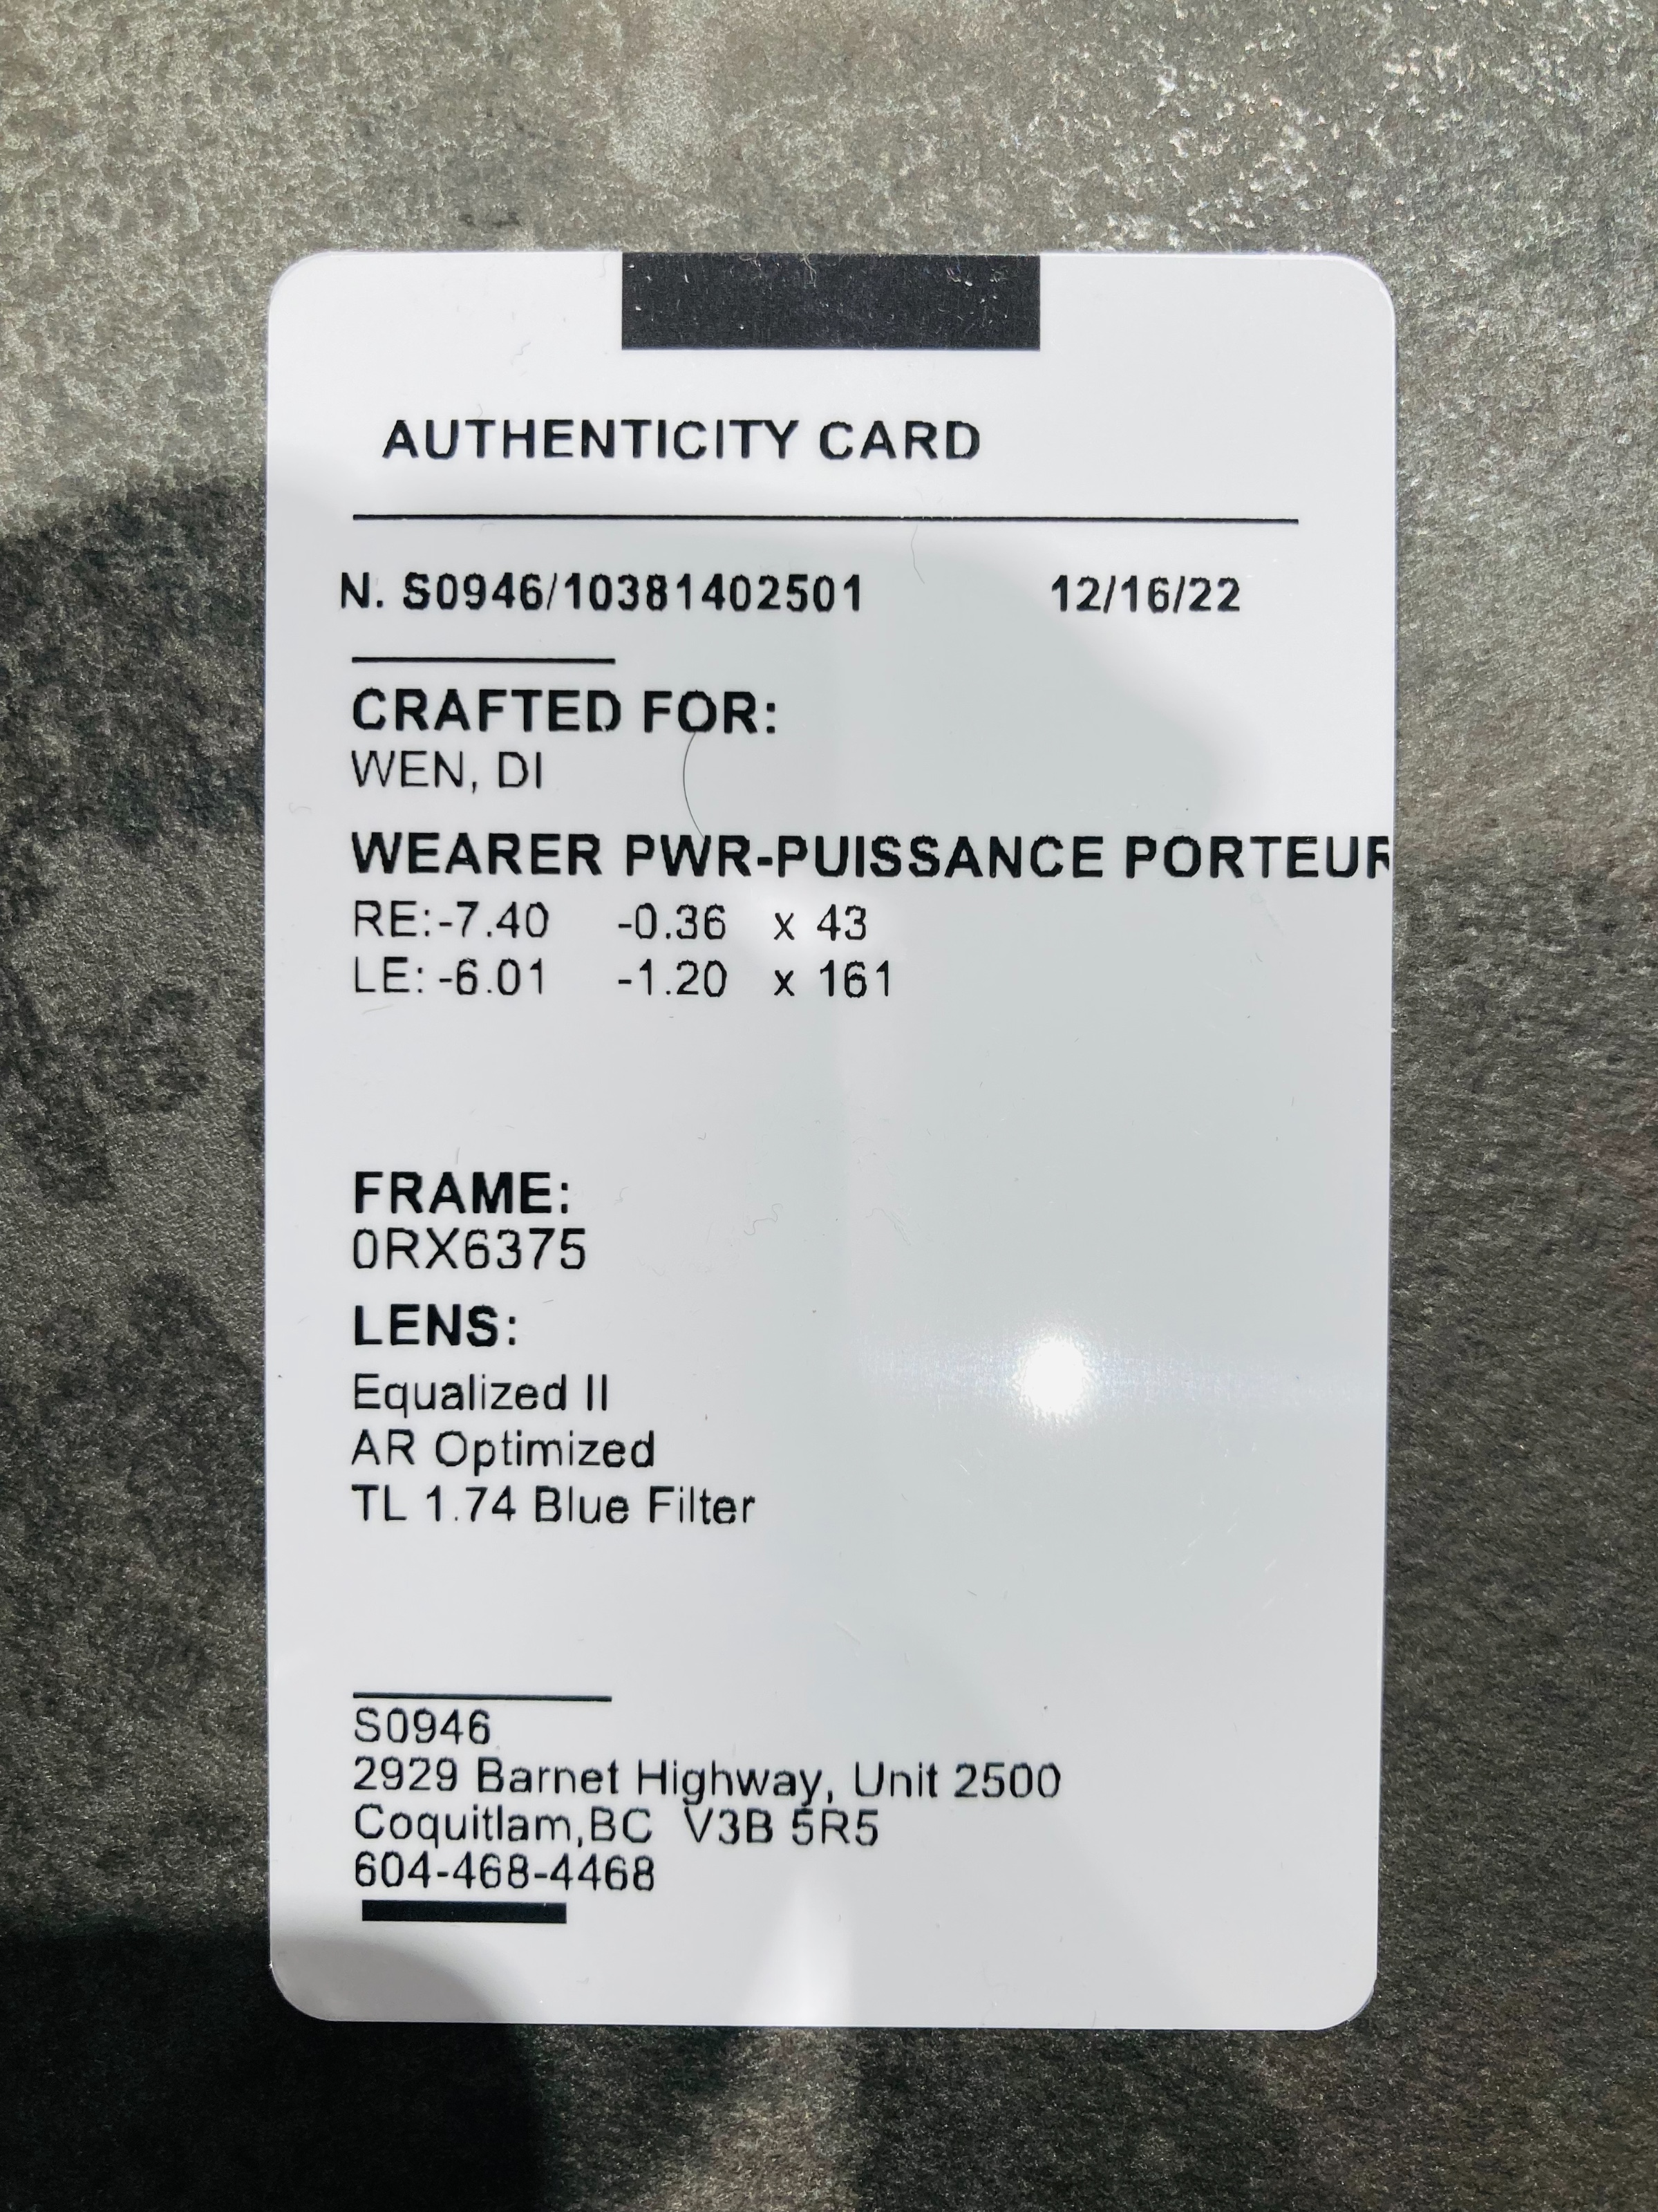 AUTHENTICITY CARD
N. S0946/10381402501 12/16/22
CRAFTED FOR:
WEN, DI
WEARER PWR-PUISSANCE PORTEUR
RE:-7.40 -0.36 x 43
LE: -6.01 -1.20 x 161
FRAME:
0RX6375
LENS:
Equalized II
AR Optimized
TL 1.74 Blue Filter
S0946
2929 Barnet Highway, Unit 2500
Coquitlam,BC V3B 5R5
604-468-4468